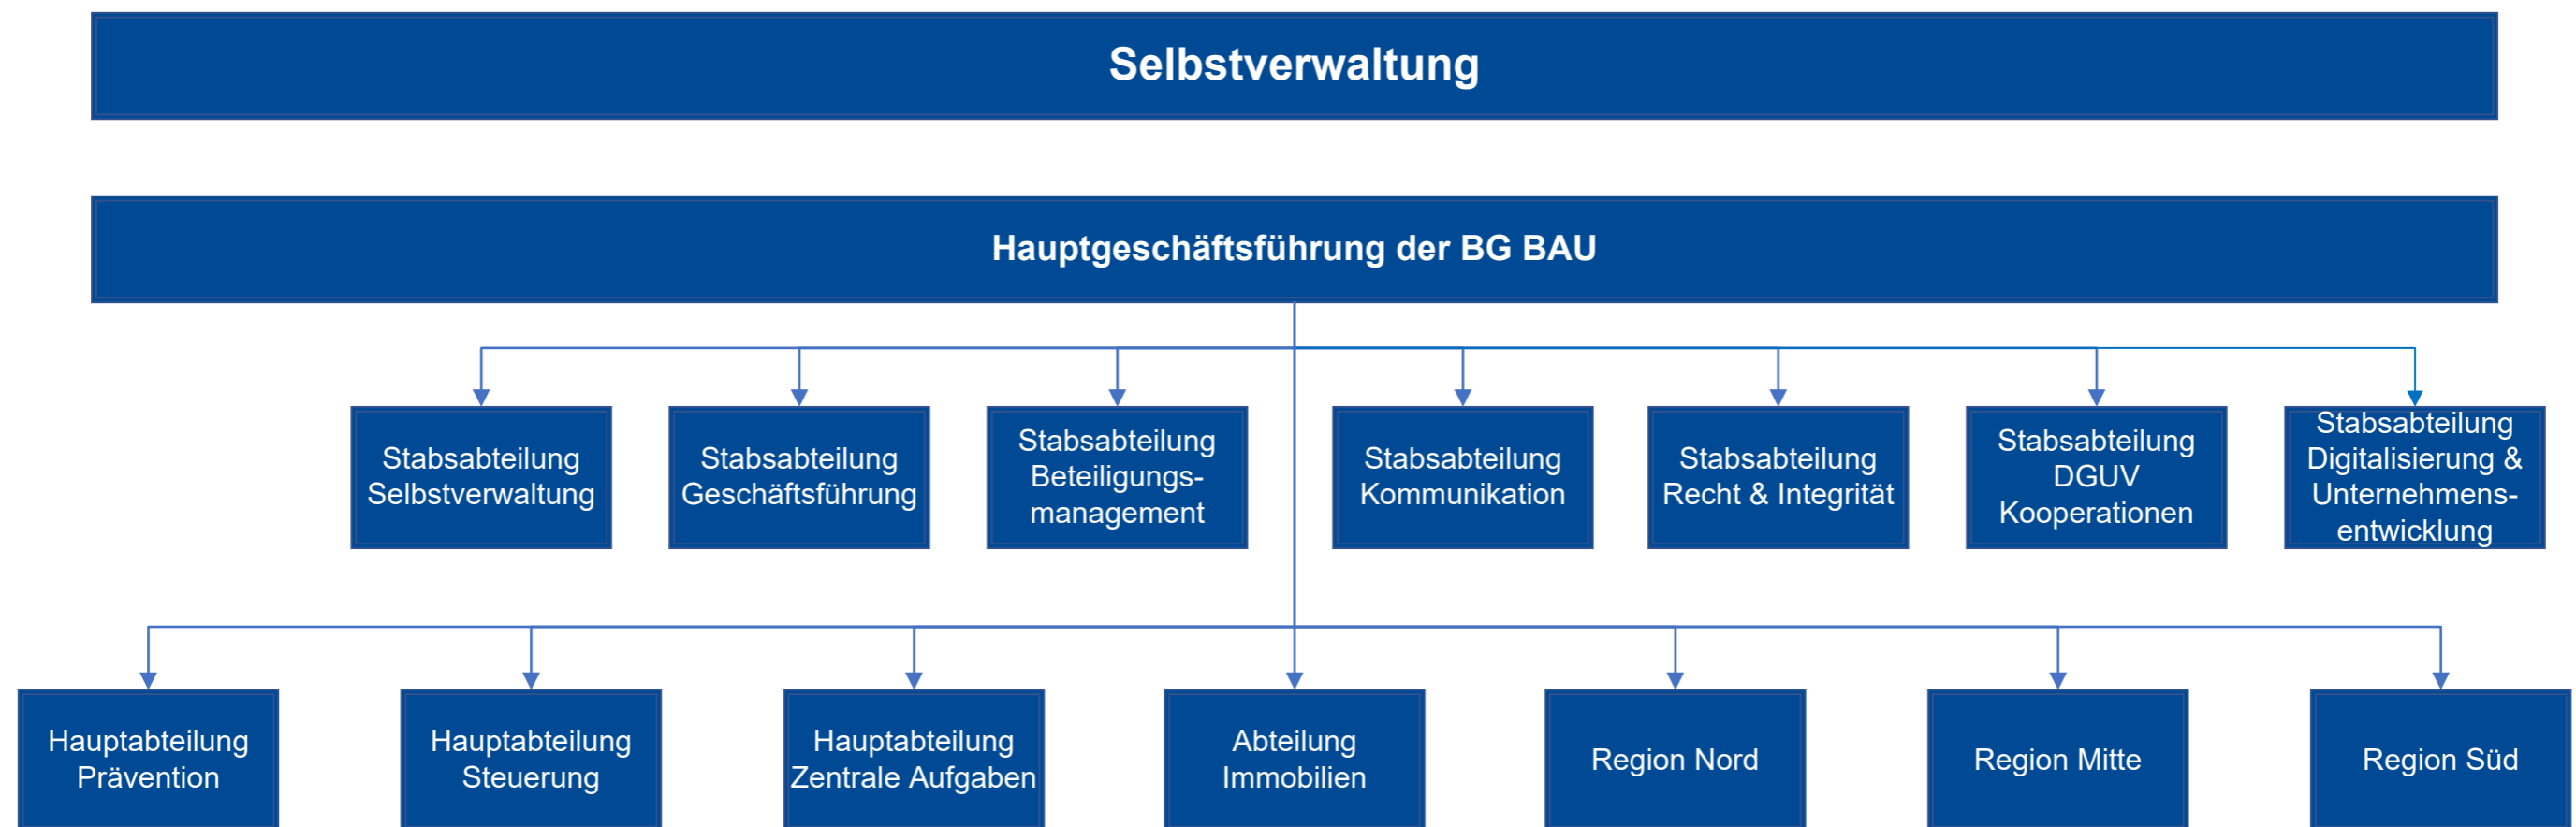 Selbstverwaltung
Hauptgeschäftsführung der BG BAU
Stabsabteilung
Selbstverwaltung
Stabsabteilung
Geschäftsführung
Stabsabteilung
Beteiligungs-
management
Stabsabteilung
Kommunikation
Stabsabteilung
Recht & Integrität
Stabsabteilung
DGUV
Kooperationen
Stabsabteilung
Digitalisierung &
Unternehmens-
entwicklung
Hauptabteilung
Prävention
Hauptabteilung
Steuerung
Hauptabteilung
Zentrale Aufgaben
Abteilung
Immobilien
Region Nord
Region Mitte
Region Süd